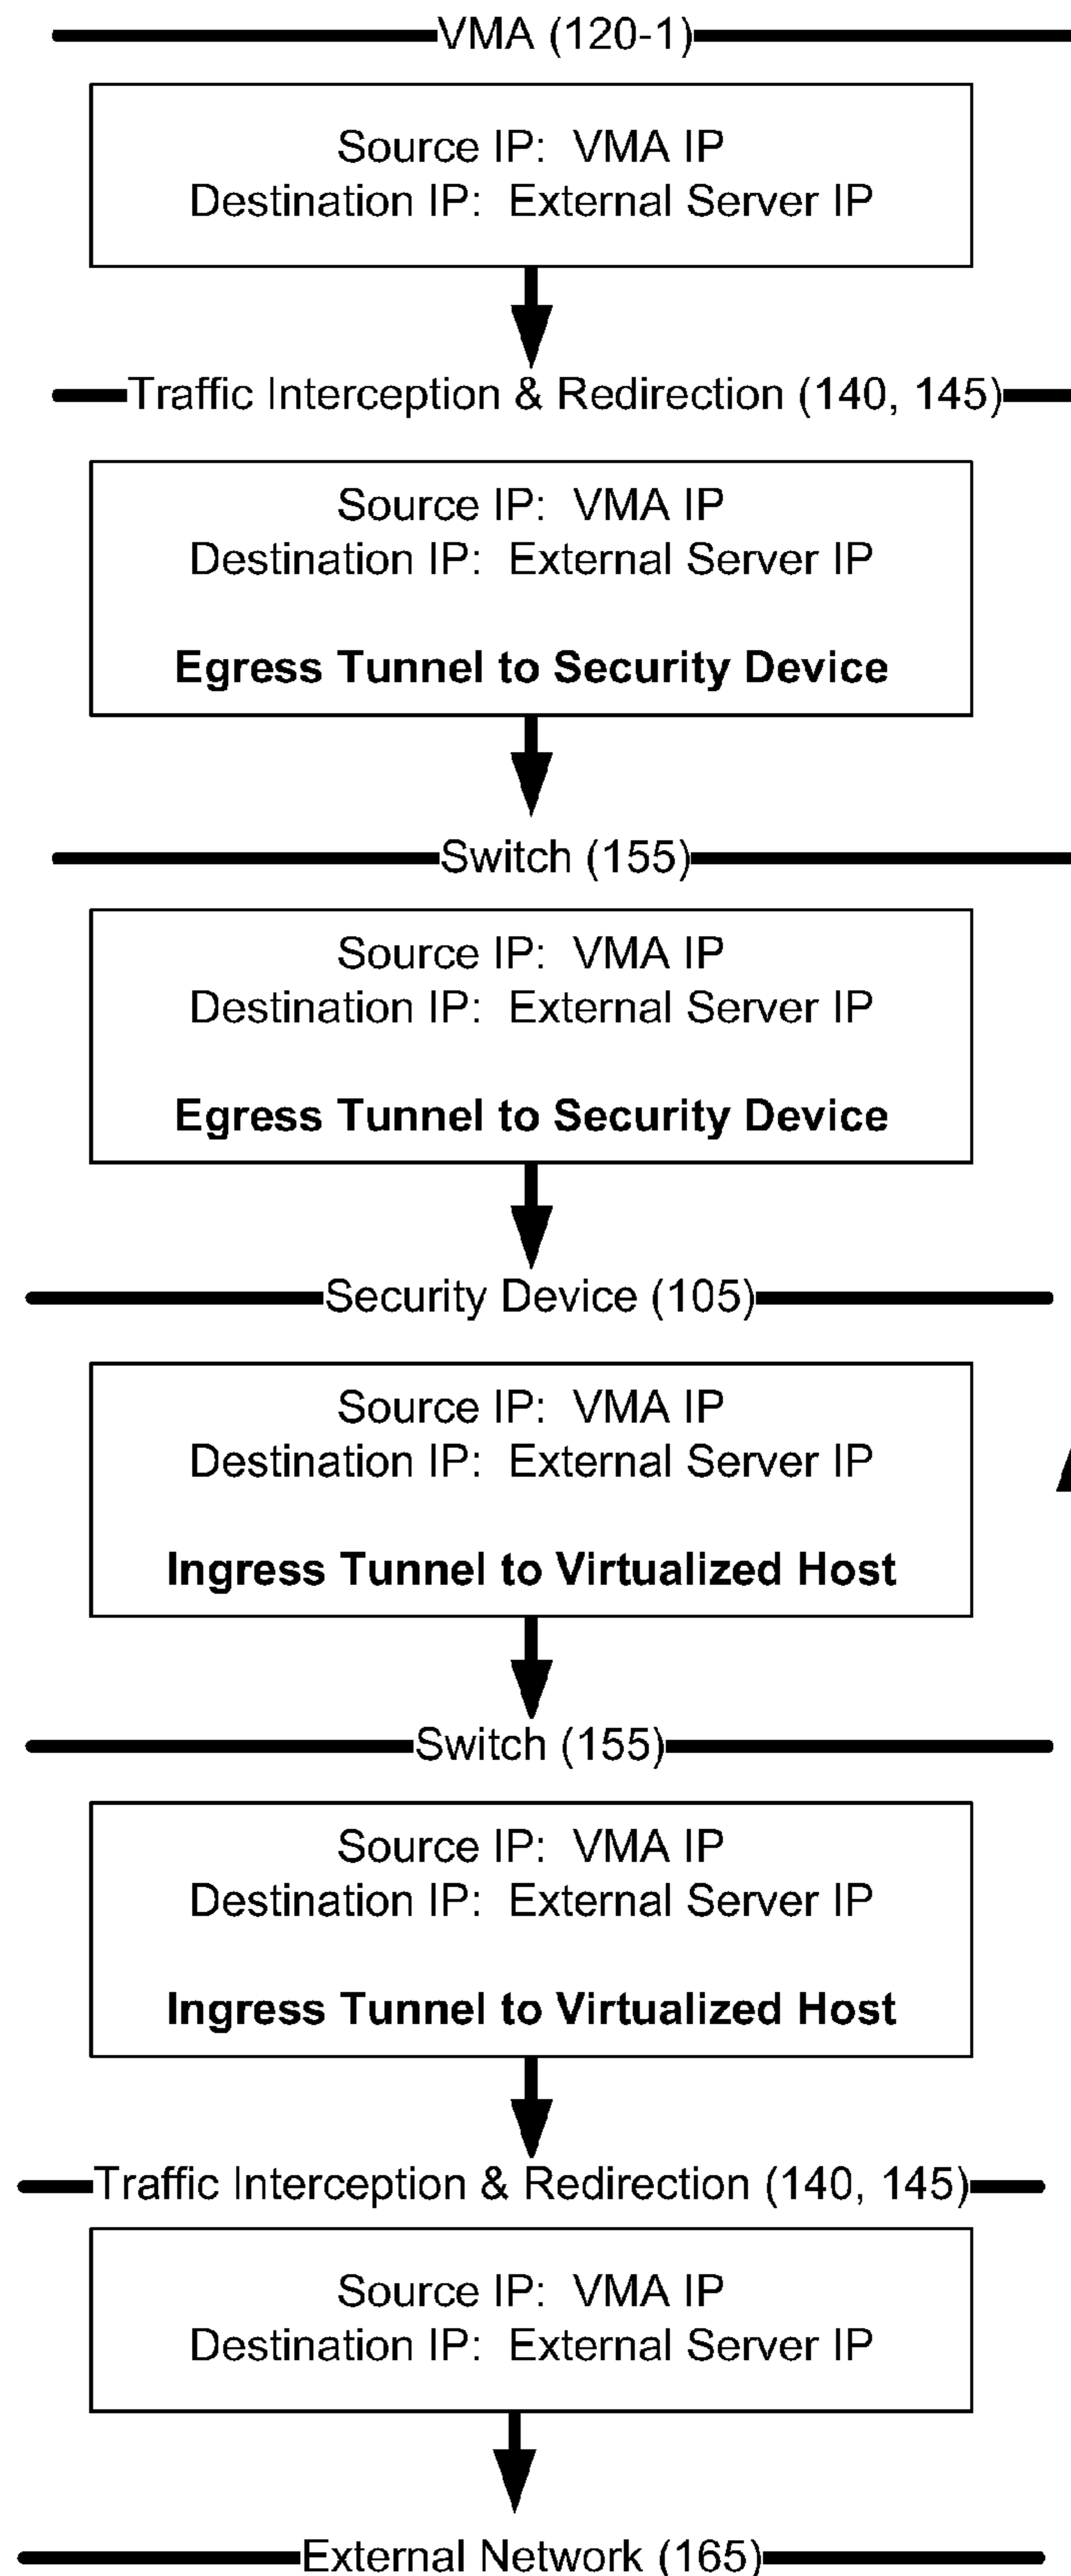 VMA (120-1)
Source IP: VMA IP
Destination IP: External Server IP
Traffic Interception & Redirection (140, 145)
Source IP: VMA IP
Destination IP: External Server IP
Egress Tunnel to Security Device
Switch (155)
Source IP: VMA IP
Destination IP: External Server IP
Egress Tunnel to Security Device
Security Device (105)
Source IP: VMA IP
Destination IP: External Server IP
Ingress Tunnel to Virtualized Host
Switch (155)
Source IP: VMA IP
Destination IP: External Server IP
Ingress Tunnel to Virtualized Host
Traffic Interception & Redirection (140, 145)
Source IP: VMA IP
Destination IP: External Server IP
External Network (165)